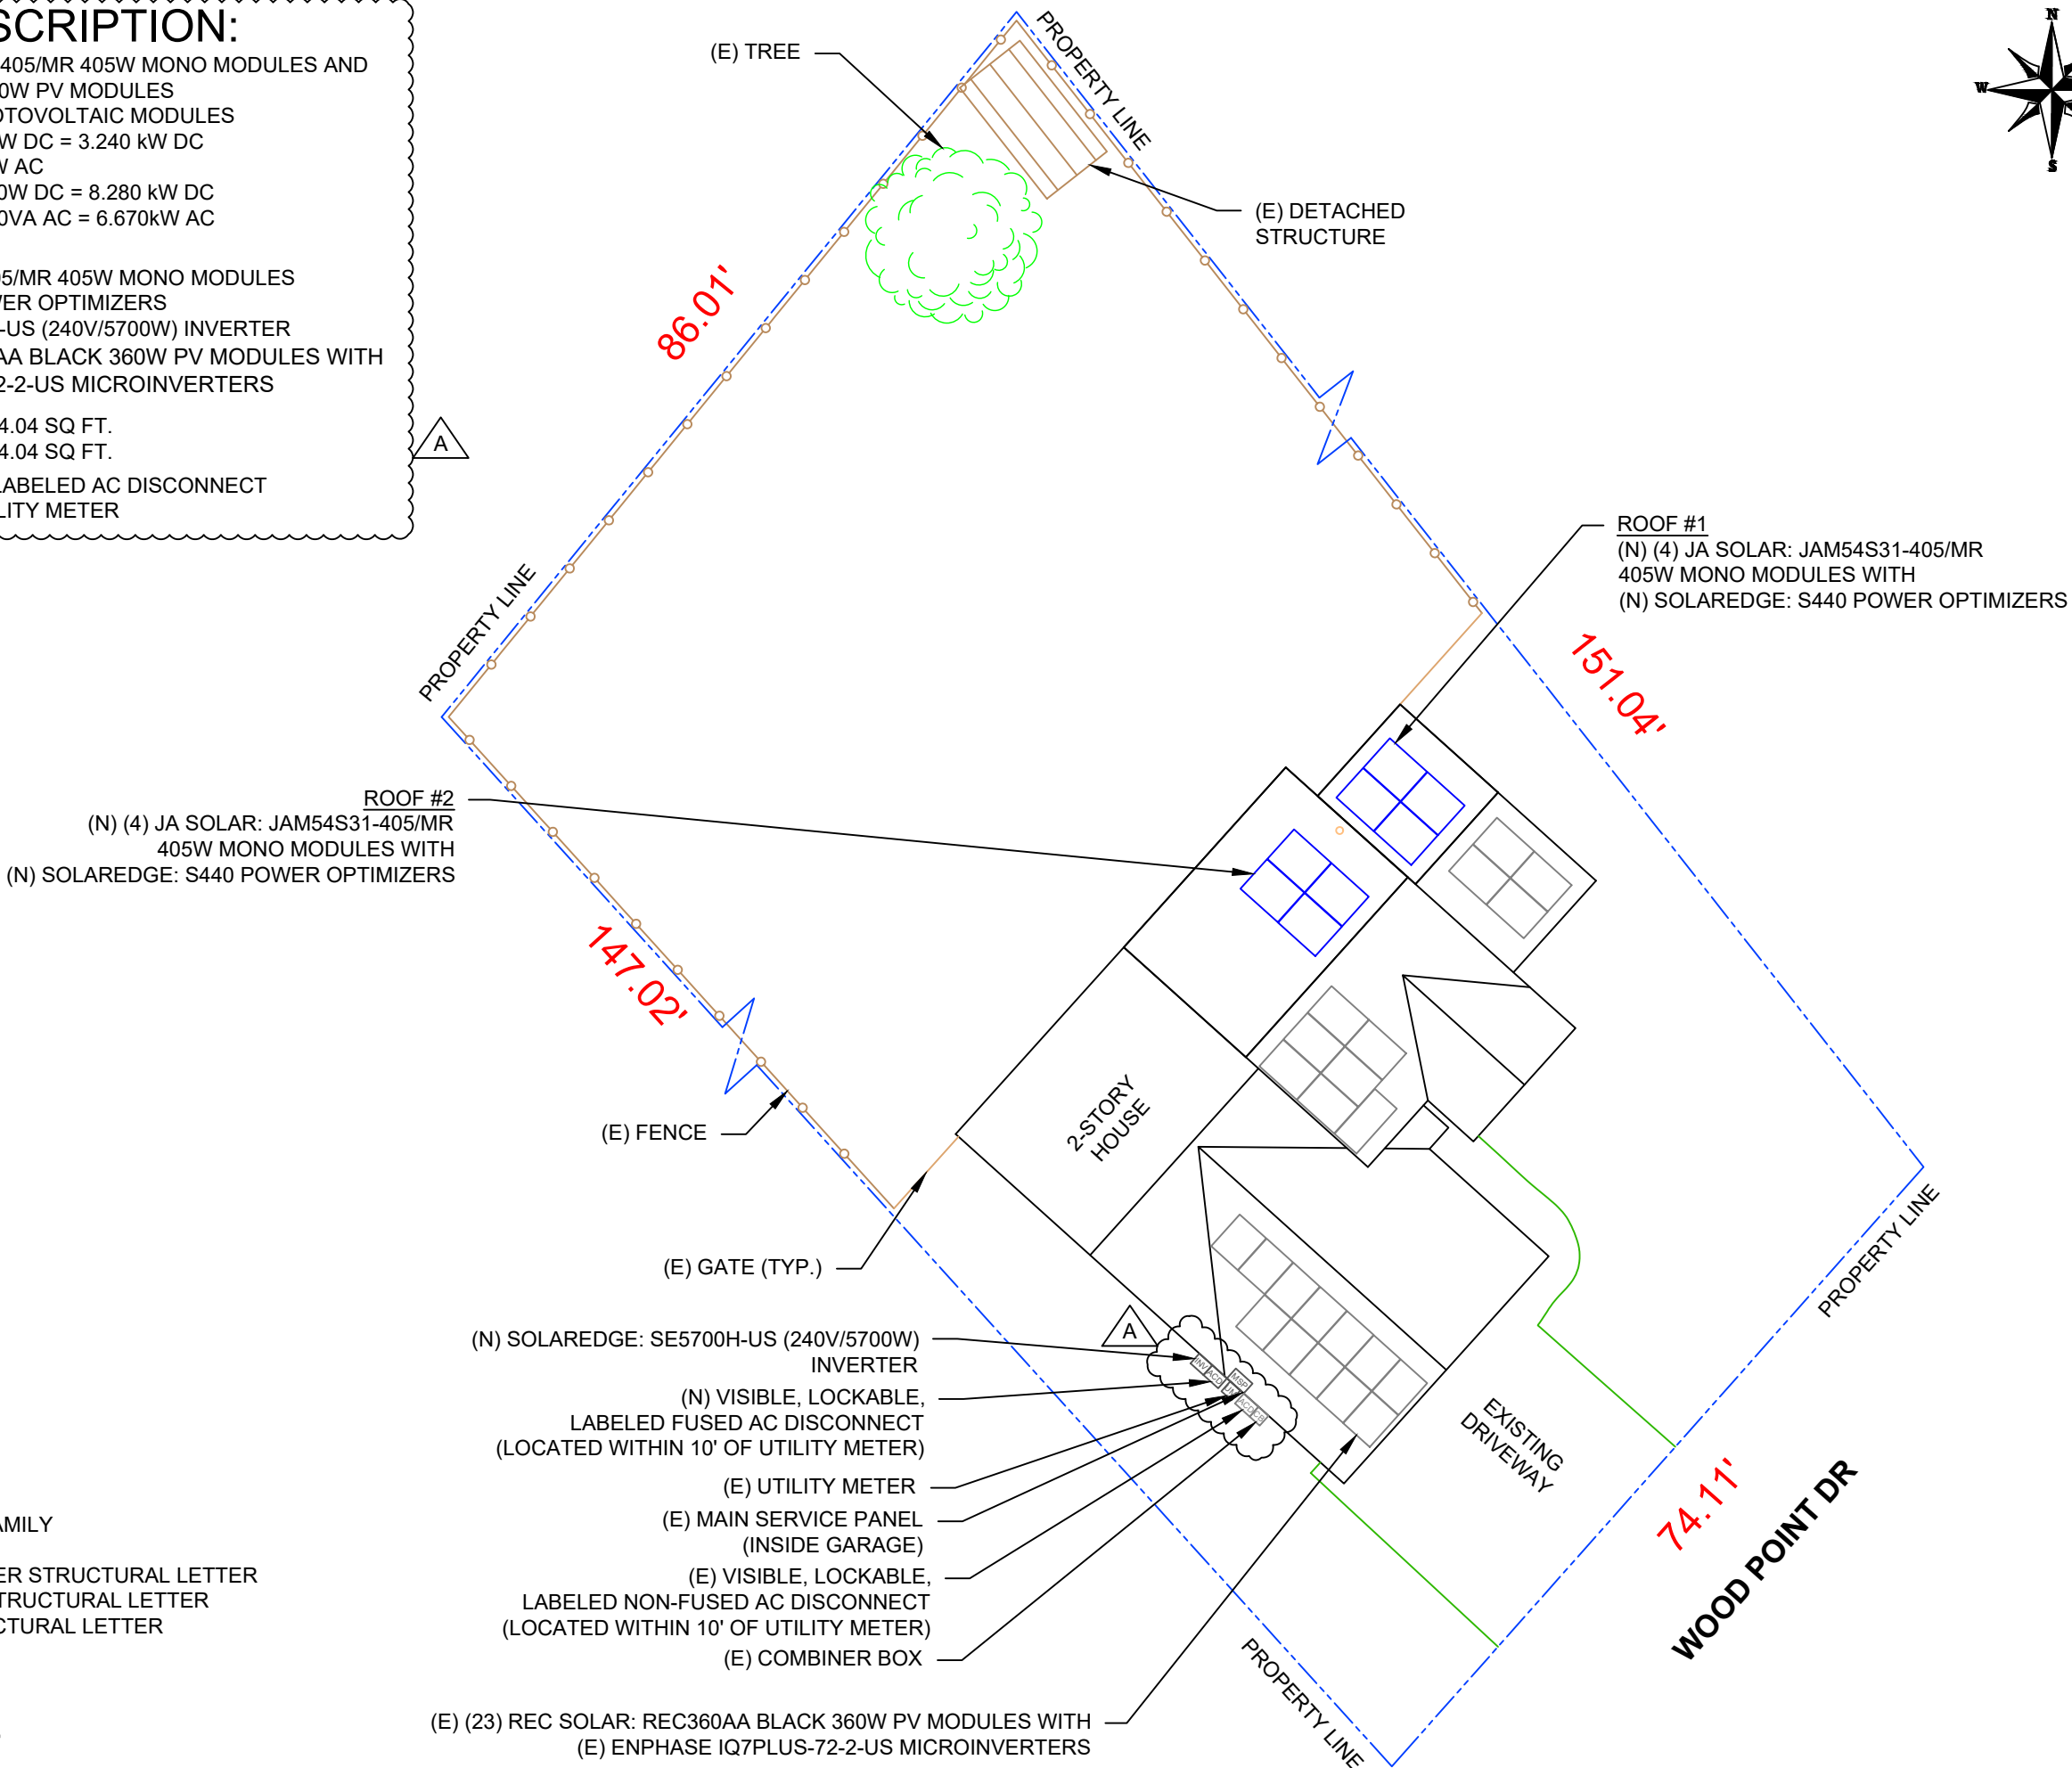 SCRIPTION:
405/MR 405W MONO MODULES AND
0W PV MODULES
OTOVOLTAIC MODULES
W DC = 3.240 kW DC
W AC
0W DC = 8.280 kW DC
0VA AC = 6.670kW AC
05/MR 405W MONO MODULES
WER OPTIMIZERS
-US (240V/5700W) INVERTER
AA BLACK 360W PV MODULES WITH
2-2-US MICROINVERTERS
4.04 SQ FT.
4.04 SQ FT.
LABELED AC DISCONNECT
LITY METER
A
(E) TREE
PROPERTY LINE
N
W
S
(E) DETACHED
STRUCTURE
86.01'
PROPERTY LINE
ROOF #1
(N) (4) JA SOLAR: JAM54S31-405/MR
405W MONO MODULES WITH
(N) SOLAREDGE: S440 POWER OPTIMIZERS
151.04'
ROOF #2
(N) (4) JA SOLAR: JAM54S31-405/MR
405W MONO MODULES WITH
(N) SOLAREDGE: S440 POWER OPTIMIZERS
147.02'
(E) FENCE
2-STORY
HOUSE
(E) GATE (TYP.)
PROPERTY LINE
A
(N) SOLAREDGE: SE5700H-US (240V/5700W)
INVERTER
(N) VISIBLE, LOCKABLE,
LABELED FUSED AC DISCONNECT
(LOCATED WITHIN 10' OF UTILITY METER)
(E) UTILITY METER
(E) MAIN SERVICE PANEL
(INSIDE GARAGE)
(E) VISIBLE, LOCKABLE,
LABELED NON-FUSED AC DISCONNECT
(LOCATED WITHIN 10' OF UTILITY METER)
(E) COMBINER BOX
(E) (23) REC SOLAR: REC360AA BLACK 360W PV MODULES WITH
(E) ENPHASE IQ7PLUS-72-2-US MICROINVERTERS
INV
ACD
UM
MSP
ACD
CB
EXISTING
DRIVEWAY
74.11'
WOOD POINT DR
PROPERTY LINE
AMILY
ER STRUCTURAL LETTER
TRUCTURAL LETTER
CTURAL LETTER